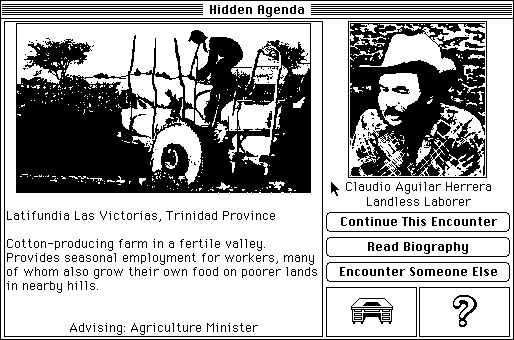 Hidden Agenda
Latifundia Las Victorias, Trinidad Province
Cotton-producing farm in a fertile valley.
Provides seasonal employment for workers, many
of whom also grow their own food on poorer lands
in nearby hills.
Advising: Agriculture Minister
Claudio Aguilar Herrera
Landless Laborer
Continue This Encounter
Read Biography
Encounter Someone Else
?